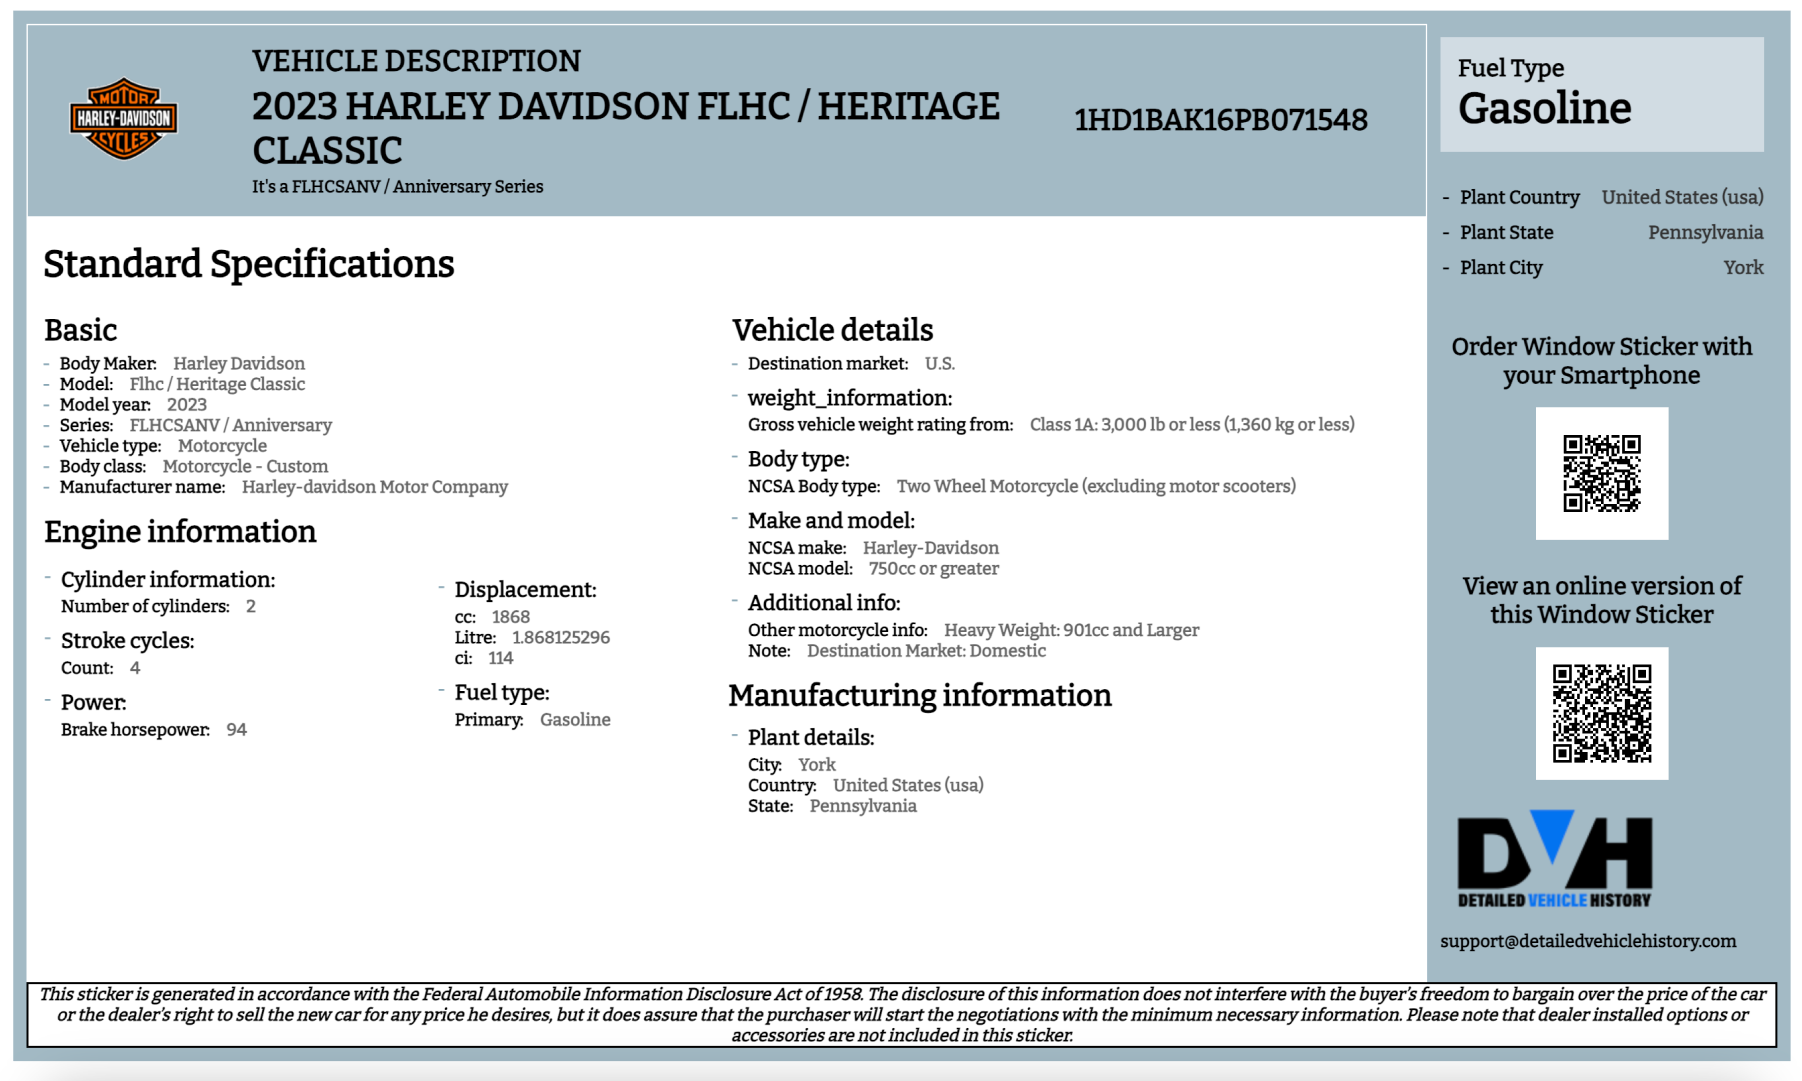 MOTOR
HARLEY-DAVIDSON
CYCLES
VEHICLE DESCRIPTION
2023 HARLEY DAVIDSON FLHC / HERITAGE
CLASSIC
It's a FLHCSANV / Anniversary Series
1HD1BAK16PB071548
Standard Specifications
Basic
- Body Maker: Harley Davidson
- Model: Flhc / Heritage Classic
- Model year: 2023
- Series: FLHCSANV / Anniversary
- Vehicle type: Motorcycle
- Body class: Motorcycle - Custom
- Manufacturer name: Harley-davidson Motor Company
Engine information
- Cylinder information:
Number of cylinders: 2
- Stroke cycles:
Count: 4
- Power:
Brake horsepower: 94
- Displacement:
cc: 1868
Litre: 1.868125296
ci: 114
- Fuel type:
Primary: Gasoline
Vehicle details
- Destination market: U.S.
- weight_information:
Gross vehicle weight rating from: Class 1A: 3,000 lb or less (1,360 kg or less)
- Body type:
NCSA Body type: Two Wheel Motorcycle (excluding motor scooters)
- Make and model:
NCSA make: Harley-Davidson
NCSA model: 750cc or greater
- Additional info:
Other motorcycle info: Heavy Weight: 901cc and Larger
Note: Destination Market: Domestic
Manufacturing information
- Plant details:
City: York
Country: United States (usa)
State: Pennsylvania
Fuel Type
Gasoline
- Plant Country United States (usa)
- Plant State Pennsylvania
- Plant City York
Order Window Sticker with
your Smartphone
View an online version of
this Window Sticker
DVH
DETAILED VEHICLE HISTORY
support@detailedvehiclehistory.com
This sticker is generated in accordance with the Federal Automobile Information Disclosure Act of 1958. The disclosure of this information does not interfere with the buyer's freedom to bargain over the price of the car
or the dealer's right to sell the new car for any price he desires, but it does assure that the purchaser will start the negotiations with the minimum necessary information. Please note that dealer installed options or
accessories are not included in this sticker.